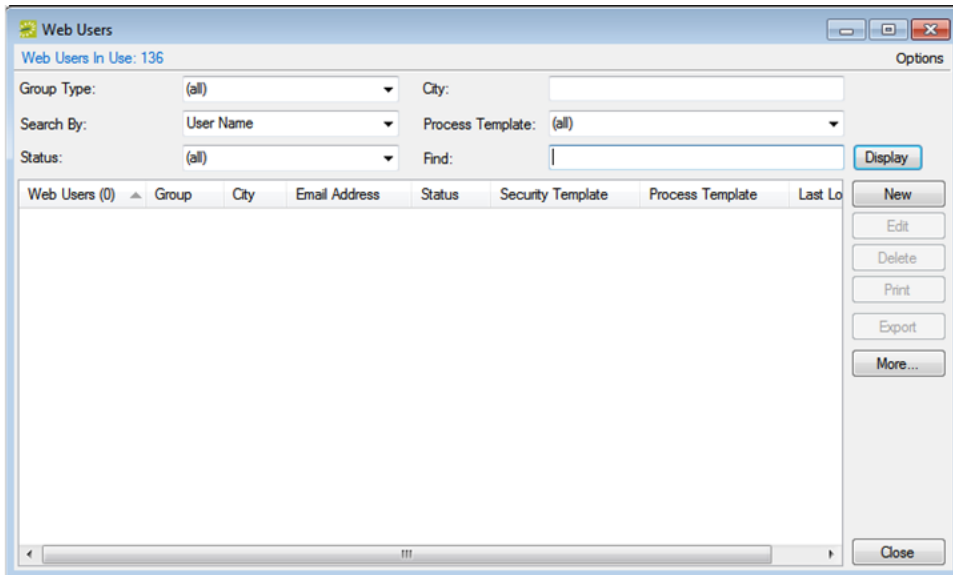 Web Users
Web Users In Use: 136 Options
Group Type: (all) City:
Search By: User Name Process Template: (all)
Status: (all) Find: Display
Web Users (0) Group City Email Address Status Security Template Process Template Last Lo New
Edit
Delete
Print
Export
More...
Close